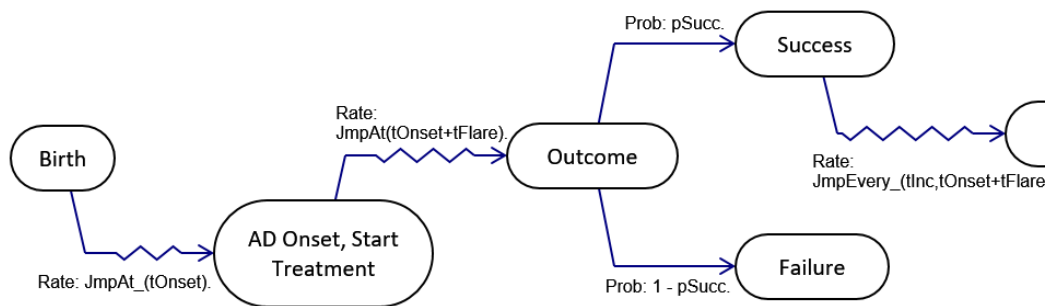 Prob: pSucc.
Success
Rate:
JmpAt(tOnset+tFlare).
Birth
Outcome
Rate:
JmpEvery_(tInc,tOnset+tFlare
AD Onset, Start
Treatment
Rate: JmpAt_(tOnset).
Failure
Prob: 1 - pSucc.